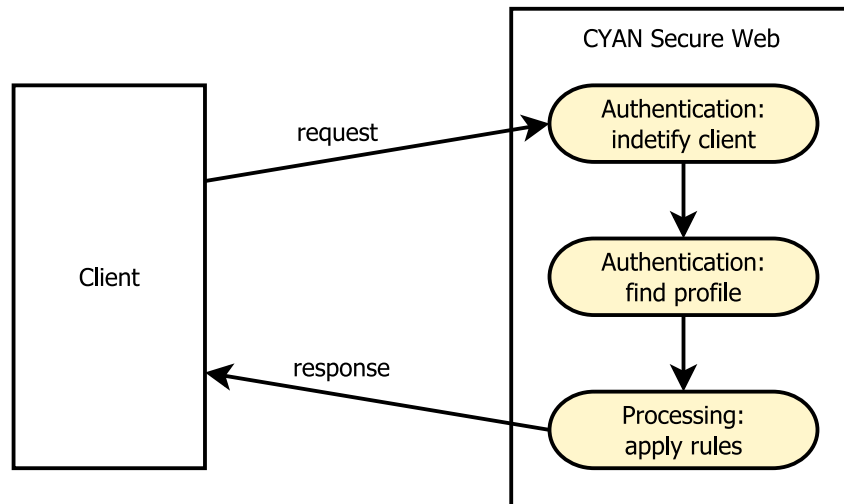 CYAN Secure Web
Authentication:
indetify client
request
Client
Authentication:
find profile
response
Processing:
apply rules